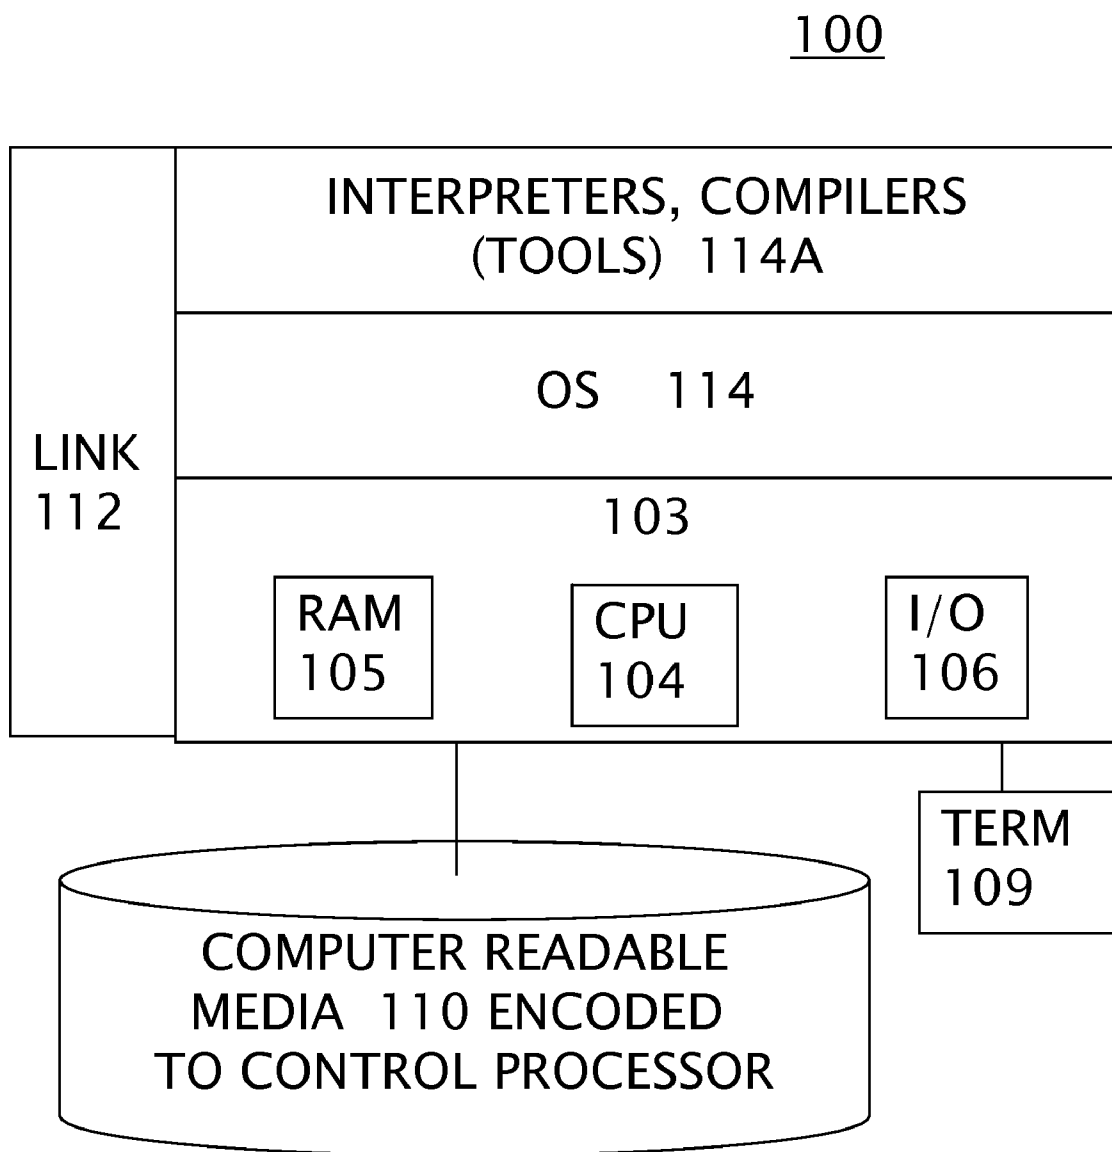 100
INTERPRETERS, COMPILERS
(TOOLS) 114A
OS 114
LINK
112
103
RAM
105
CPU
104
I/O
106
TERM
109
COMPUTER READABLE
MEDIA 110 ENCODED
TO CONTROL PROCESSOR